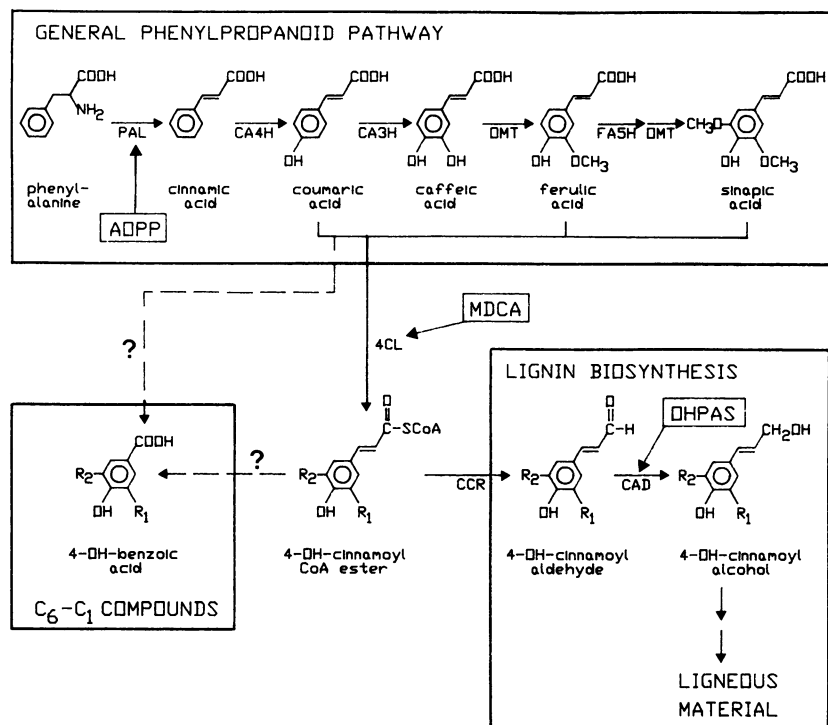 GENERAL PHENYLPROPANOID PATHWAY
COOH COOH COOH COOH COOH COOH
NH2
PAL CA4H CA3H OMT FA5H OMT CH3O
OH OH OH OH OCH3 OH OCH3
phenyl-
alanine
cinnamic
acid
coumaric
acid
caffeic
acid
ferulic
acid
sinapic
acid
AOPP
MDCA
?
4CL
LIGNIN BIOSYNTHESIS
O
C-SCoA
O
C-H
OHPAS
CH2OH
COOH
?
R2 R1 OH
R2 R1 OH
CCR
R2 R1 OH
CAD
R2 R1 OH
4-OH-benzoic
acid
4-OH-cinnamoyl
CoA ester
4-OH-cinnamoyl
aldehyde
4-OH-cinnamoyl
alcohol
C6-C1 COMPOUNDS
LIGNEOUS
MATERIAL